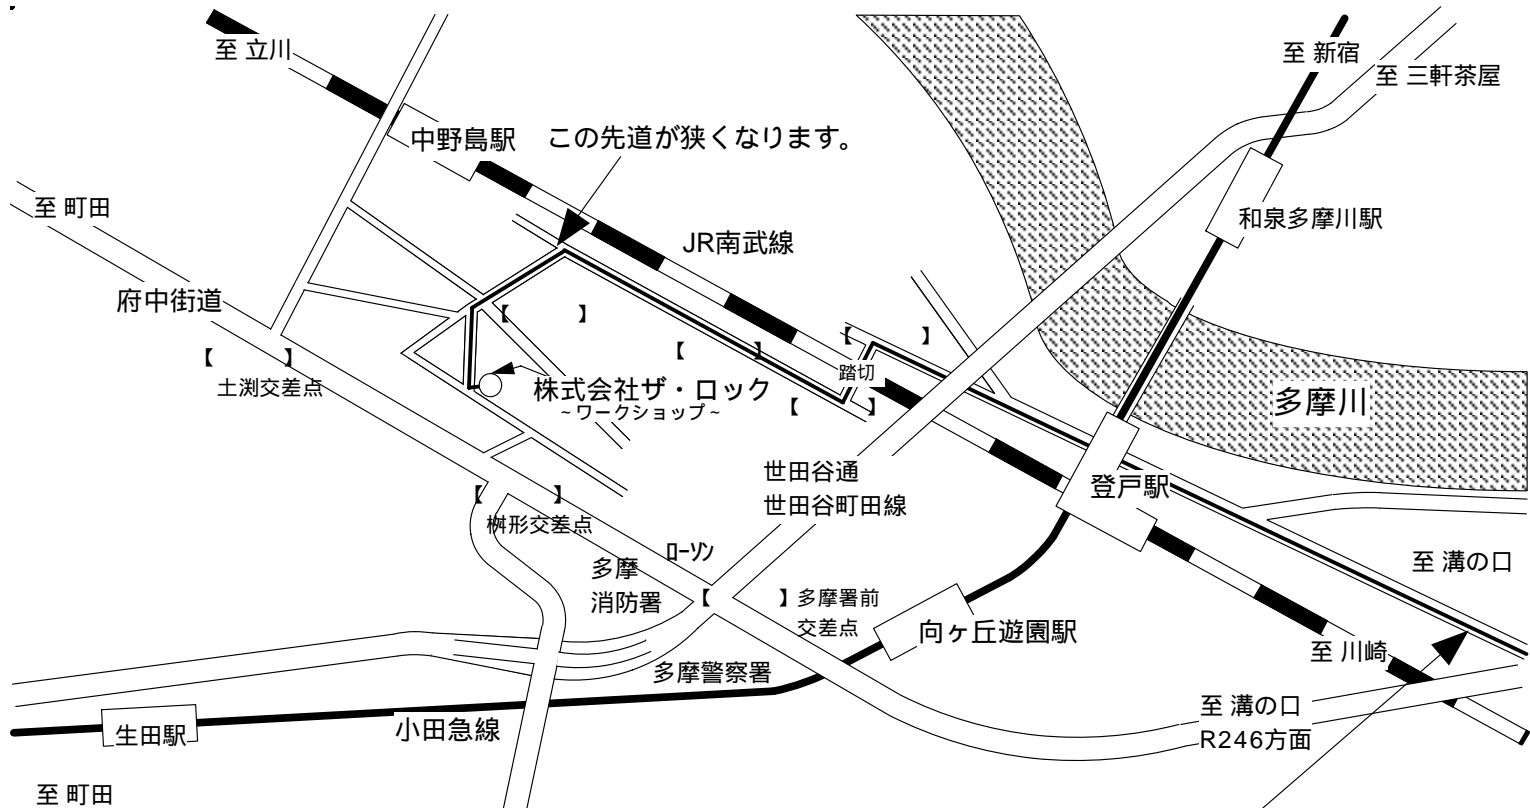 至 立川
至 新宿
至 三軒茶屋
中野島駅
この先道が狭くなります。
至 町田
和泉多摩川駅
JR南武線
府中街道
【 】
【 】
【 】
【 】
土渕交差点
踏切
株式会社ザ・ロック
~ワークショップ~
【 】
多摩川
世田谷通
世田谷町田線
登戸駅
【 】
桝形交差点
ﾛｰｿﾝ
多摩
消防署
至 溝の口
【 】多摩署前
交差点
向ヶ丘遊園駅
至 川崎
多摩警察署
至 溝の口
R246方面
小田急線
生田駅
至 町田